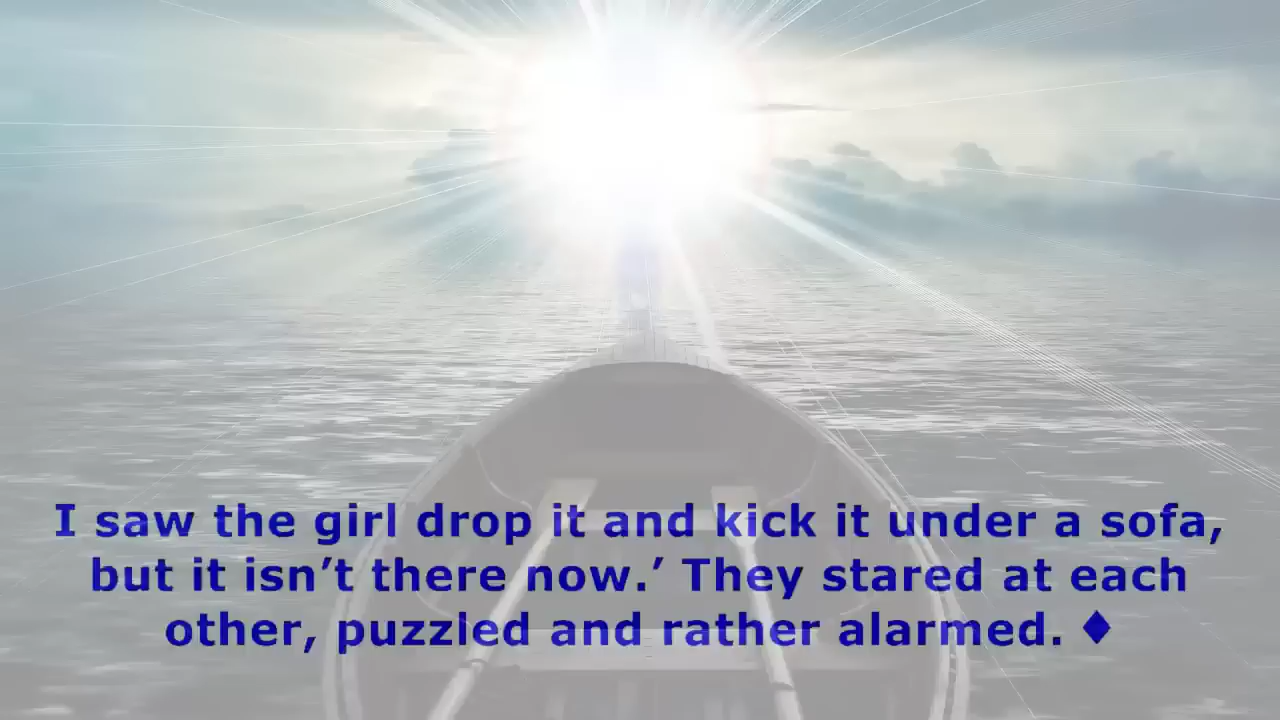 I saw the girl drop it and kick it under a sofa,
but it isn’t there now.’ They stared at each
other, puzzled and rather alarmed. ♦